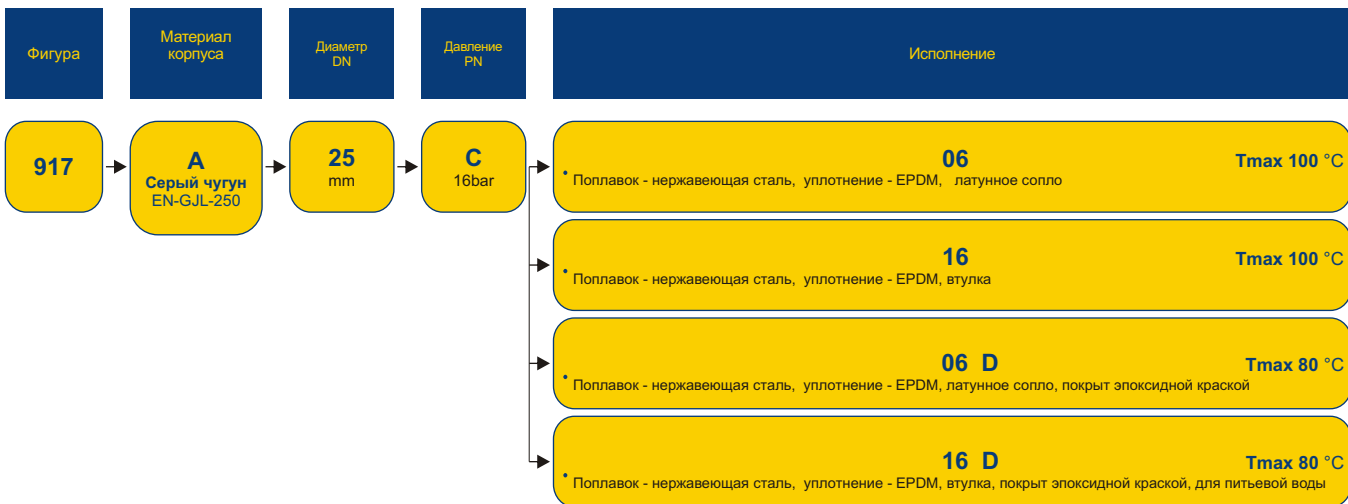 Фигура
Материал
корпуса
Диаметр
DN
Давление
PN
Исполнение
917
A
Серый чугун
EN-GJL-250
25
mm
C
16bar
06 Tmax 100 °C
• Поплавок - нержавеющая сталь, уплотнение - EPDM, латунное сопло
16 Tmax 100 °C
• Поплавок - нержавеющая сталь, уплотнение - EPDM, втулка
06 D Tmax 80 °C
• Поплавок - нержавеющая сталь, уплотнение - EPDM, латунное сопло, покрыт эпоксидной краской
16 D Tmax 80 °C
• Поплавок - нержавеющая сталь, уплотнение - EPDM, втулка, покрыт эпоксидной краской, для питьевой воды